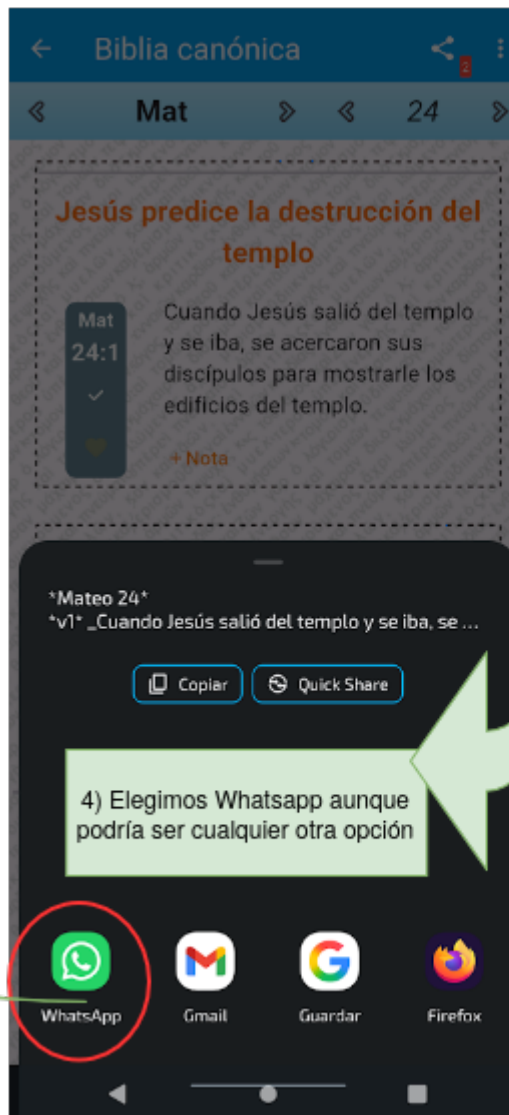 Biblia canónica
2
Mat 24
Jesús predice la destrucción del
templo
Mat
24:1
Cuando Jesús salió del templo
y se iba, se acercaron sus
discípulos para mostrarle los
edificios del templo.
+Nota
*Mateo 24*
*v1* _Cuando Jesús salió del templo y se iba, se ...
Copiar Quick Share
4) Elegimos Whatsapp aunque
podría ser cualquier otra opción
WhatsApp Gmail Guardar Firefox